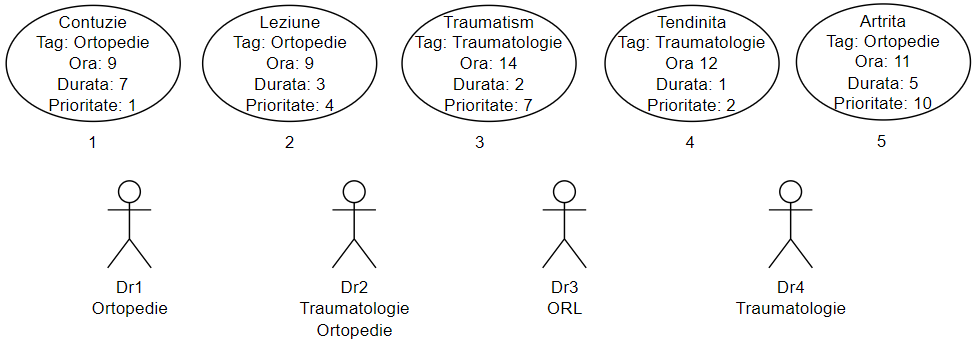 Contuzie
Tag: Ortopedie
Ora: 9
Durata: 7
Prioritate: 1
1
Leziune
Tag: Ortopedie
Ora: 9
Durata: 3
Prioritate: 4
2
Traumatism
Tag: Traumatologie
Ora: 14
Durata: 2
Prioritate: 7
3
Tendinita
Tag: Traumatologie
Ora 12
Durata: 1
Prioritate: 2
4
Artrita
Tag: Ortopedie
Ora: 11
Durata: 5
Prioritate: 10
5
Dr1
Ortopedie
Dr2
Traumatologie
Ortopedie
Dr3
ORL
Dr4
Traumatologie